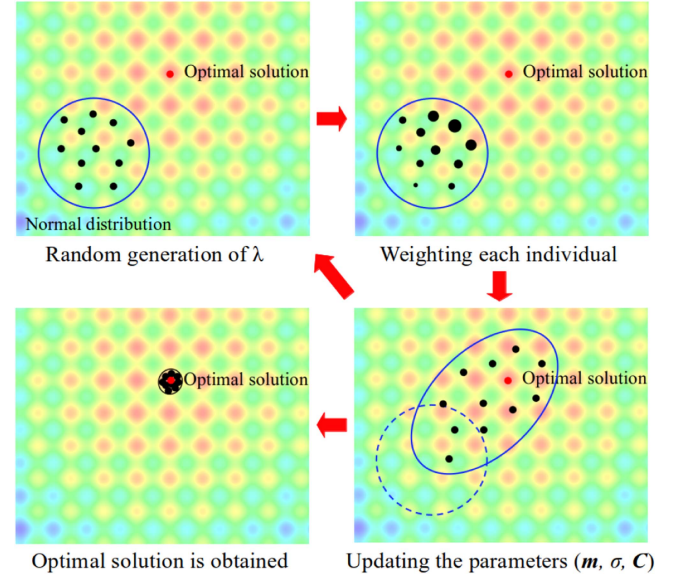 Optimal solution
Normal distribution
Random generation of λ
Optimal solution
Weighting each individual
Optimal solution
Optimal solution is obtained
Optimal solution
Updating the parameters (m, σ, C)